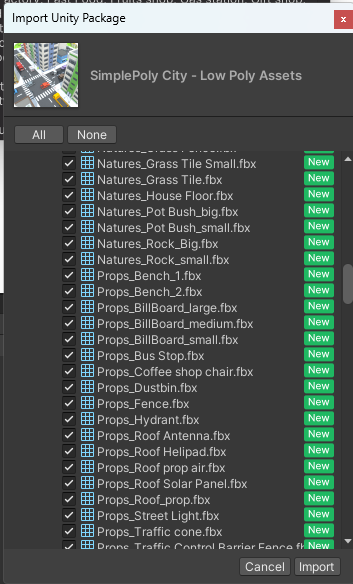 Import Unity Package
x
SimplePoly City - Low Poly Assets
All None
Natures_Grass Tile Small.fbx New
Natures_Grass Tile.fbx New
Natures_House Floor.fbx New
Natures_Pot Bush_big.fbx New
Natures_Pot Bush_small.fbx New
Natures_Rock_Big.fbx New
Natures_Rock_small.fbx New
Props_Bench_1.fbx New
Props_Bench_2.fbx New
Props_BillBoard_large.fbx New
Props_BillBoard_medium.fbx New
Props_BillBoard_small.fbx New
Props_Bus Stop.fbx New
Props_Coffee shop chair.fbx New
Props_Dustbin.fbx New
Props_Fence.fbx New
Props_Hydrant.fbx New
Props_Roof Antenna.fbx New
Props_Roof Helipad.fbx New
Props_Roof prop air.fbx New
Props_Roof Solar Panel.fbx New
Props_Roof_prop.fbx New
Props_Street Light.fbx New
Props_Traffic cone.fbx New
Props_Traffic Control Barrier Fence New
Cancel Import